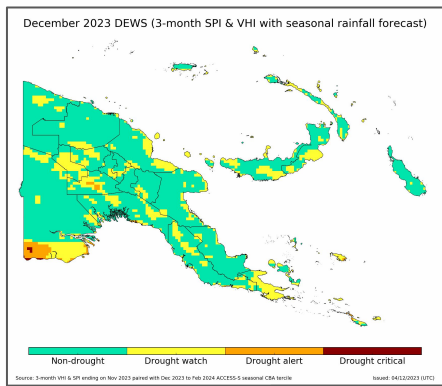 December 2023 DEWS (3-month SPI & VHI with seasonal rainfall forecast)
Non-drought Drought watch Drought alert Drought critical
Source: 3-month VHI & SPI ending on Nov 2023 paired with Dec 2023 to Feb 2024 ACCESS-S seasonal CBA tercile Issued: 04/12/2023 (UTC)